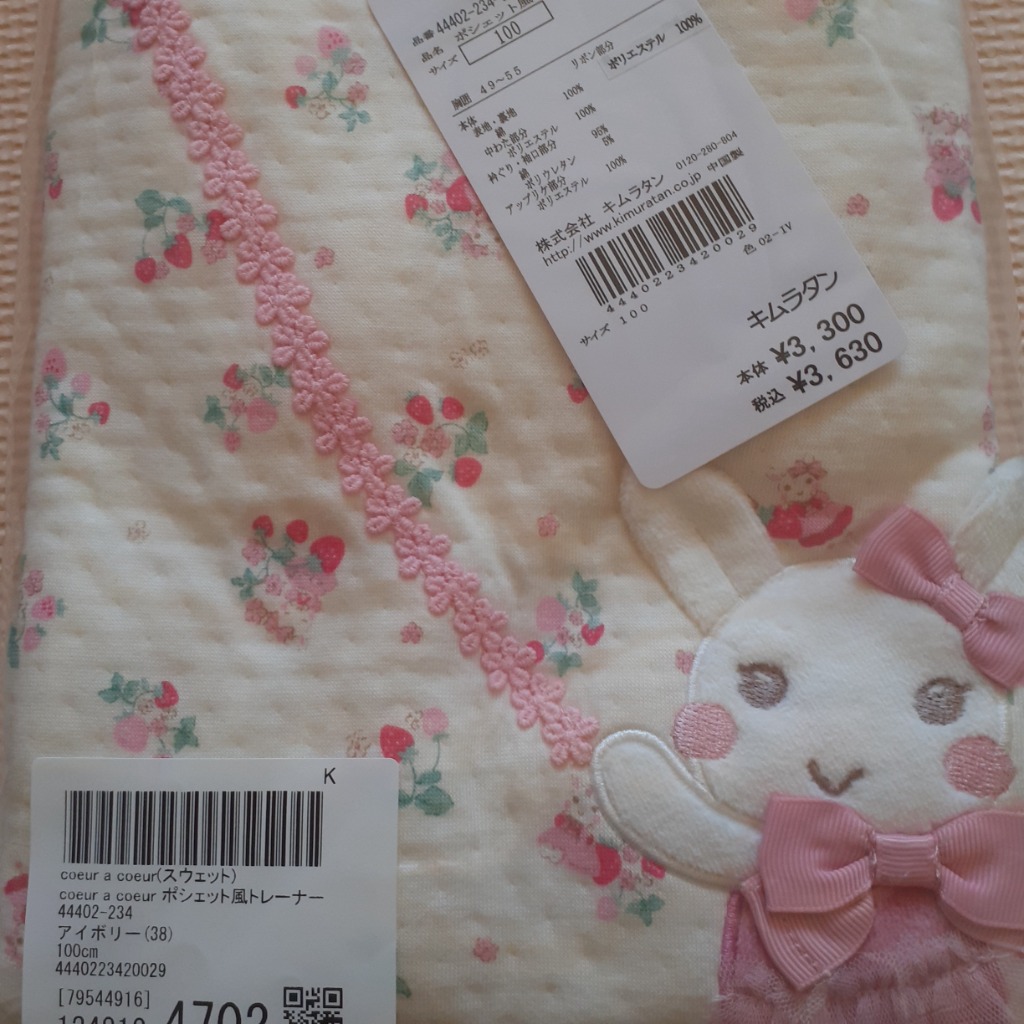 品番 44402-234
品名 ポシェット風
サイズ 100
胸囲 49~55
リボン部分
ポリエステル 100%
本体
表地・裏地
綿 100%
中わた部分
ポリエステル 100%
衿ぐり・袖口部分
綿 95%
ポリウレタン 5%
アップリケ部分
ポリエステル 100%
株式会社 キムラタン 0120-280-804
http://www.kimuratan.co.jp 中国製
4440223420029
サイズ 100
色 02-IV
キムラタン
本体 ¥3,300
税込 ¥3,630
K
coeur a coeur(スウェット)
coeur a coeur ポシェット風トレーナー
44402-234
アイボリー(38)
100cm
4440223420029
[79544916]
4702